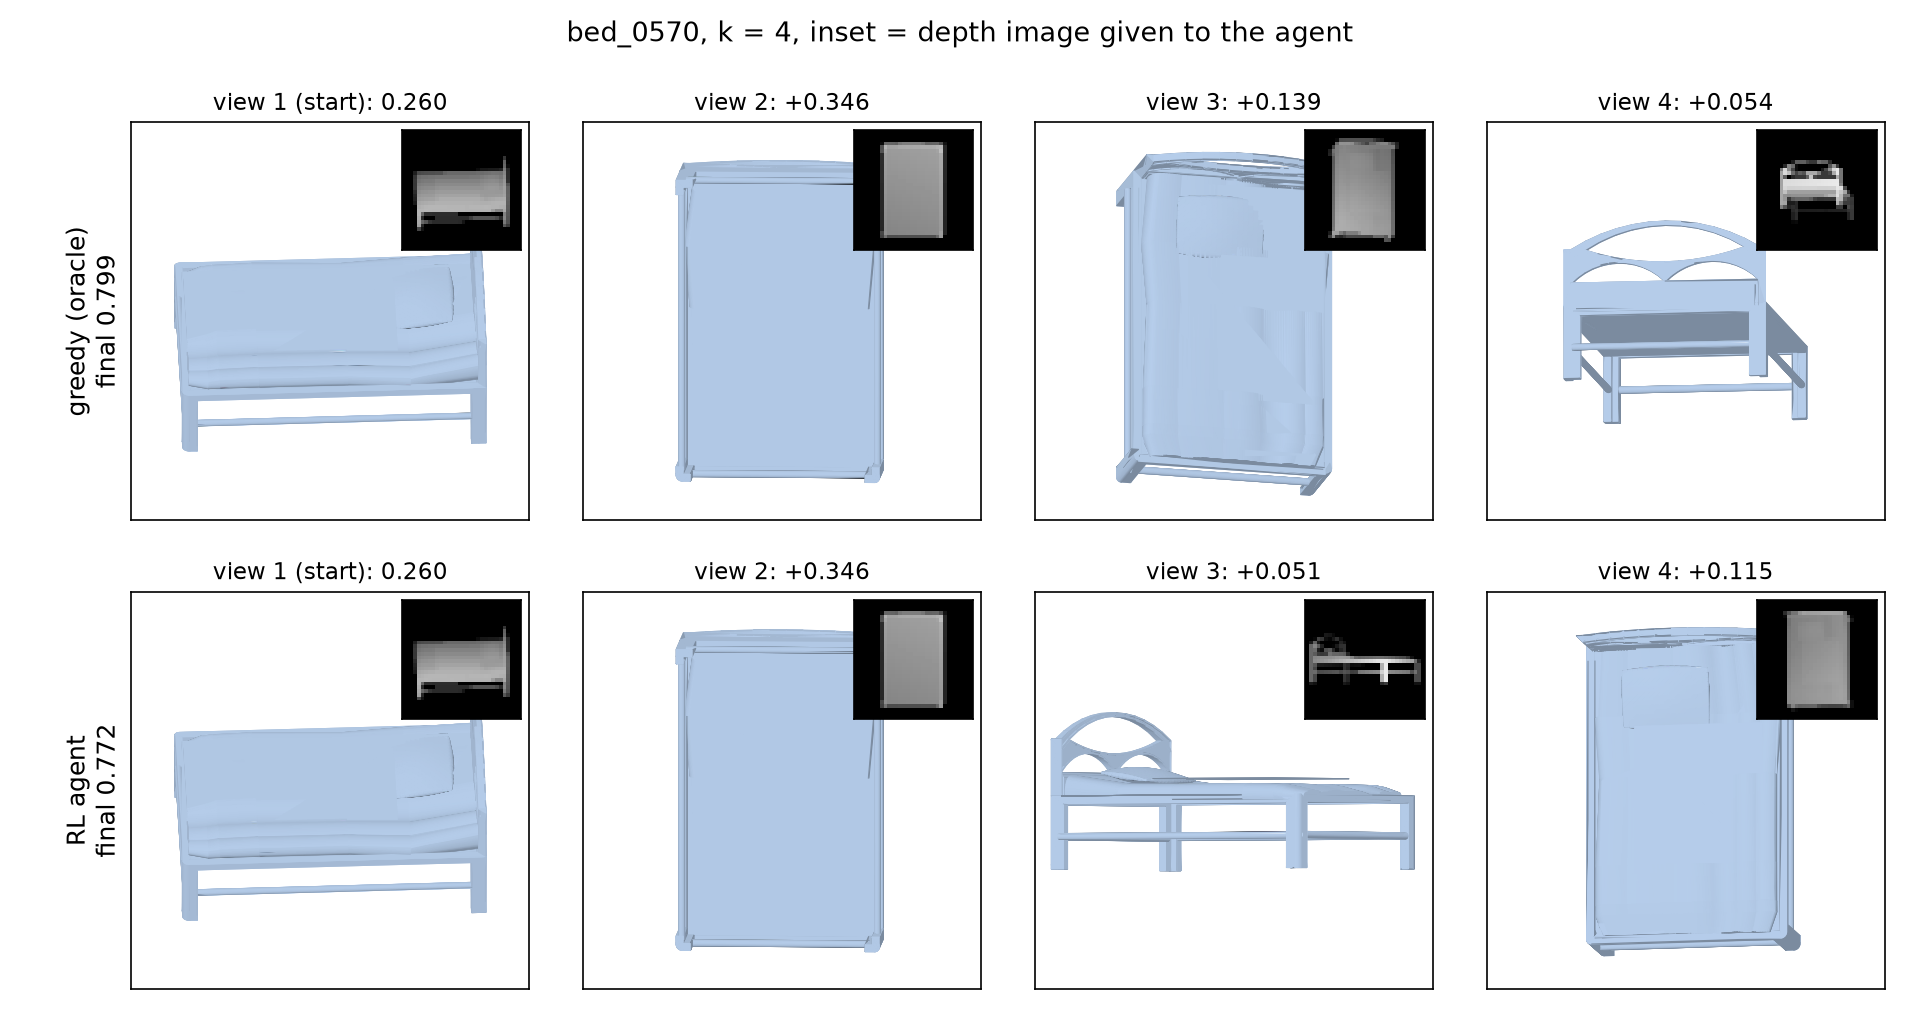 bed_0570, k = 4, inset = depth image given to the agent
view 1 (start): 0.260
view 2: +0.346
view 3: +0.139
view 4: +0.054
greedy (oracle)
final 0.799
view 1 (start): 0.260
view 2: +0.346
view 3: +0.051
view 4: +0.115
RL agent
final 0.772